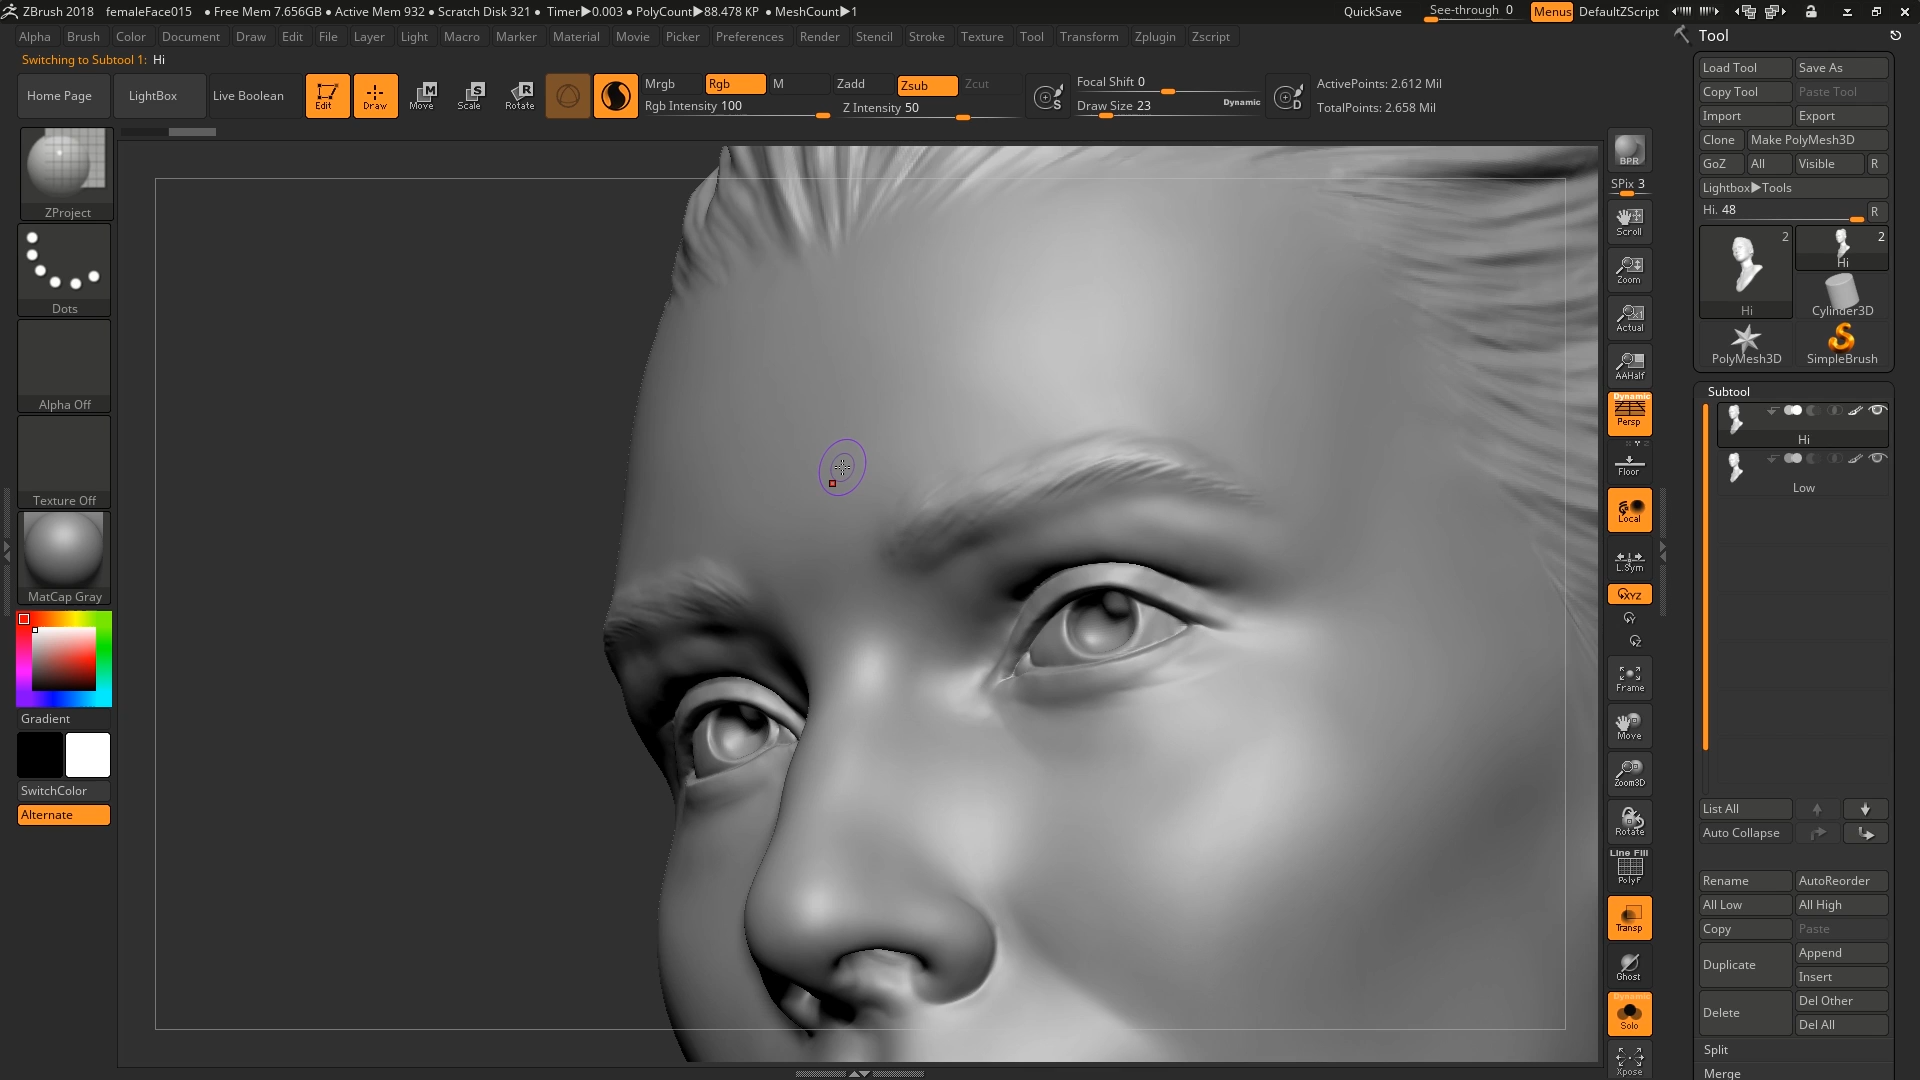 ZBrush 2018 femaleFace015 • Free Mem 7.656GB • Active Mem 932 • Scratch Disk 321 • Timer▶0.003 • PolyCount▶88.478 KP • MeshCount▶1 QuickSave See-through 0 Menus DefaultZScript
Alpha Brush Color Document Draw Edit File Layer Light Macro Marker Material Movie Picker Preferences Render Stencil Stroke Texture Tool Transform Zplugin Zscript
Switching to Subtool 1: Hi
Home Page LightBox Live Boolean Edit Draw Move Scale Rotate
Mrgb Rgb M Zadd Zsub Zcut
Rgb Intensity 100 Z Intensity 50
Focal Shift 0
Draw Size 23 Dynamic
ActivePoints: 2.612 Mil
TotalPoints: 2.658 Mil
ZProject
Dots
Alpha Off
Texture Off
MatCap Gray
Gradient
SwitchColor
Alternate
BPR
SPix 3
Scroll
Zoom
Actual
AAHalf
Dynamic
Persp
Floor
Local
L.Sym
XYZ
Y
Z
Frame
Move
Zoom3D
Rotate
Line Fill
PolyF
Transp
Ghost
Dynamic
Solo
Xpose
Tool
Load Tool Save As
Copy Tool Paste Tool
Import Export
Clone Make PolyMesh3D
GoZ All Visible R
Lightbox▶Tools
Hi. 48 R
2 2
Hi
Hi Cylinder3D
PolyMesh3D SimpleBrush
Subtool
Hi
Low
List All
Auto Collapse
Rename AutoReorder
All Low All High
Copy Paste
Duplicate Append
Insert
Delete Del Other
Del All
Split
Merge